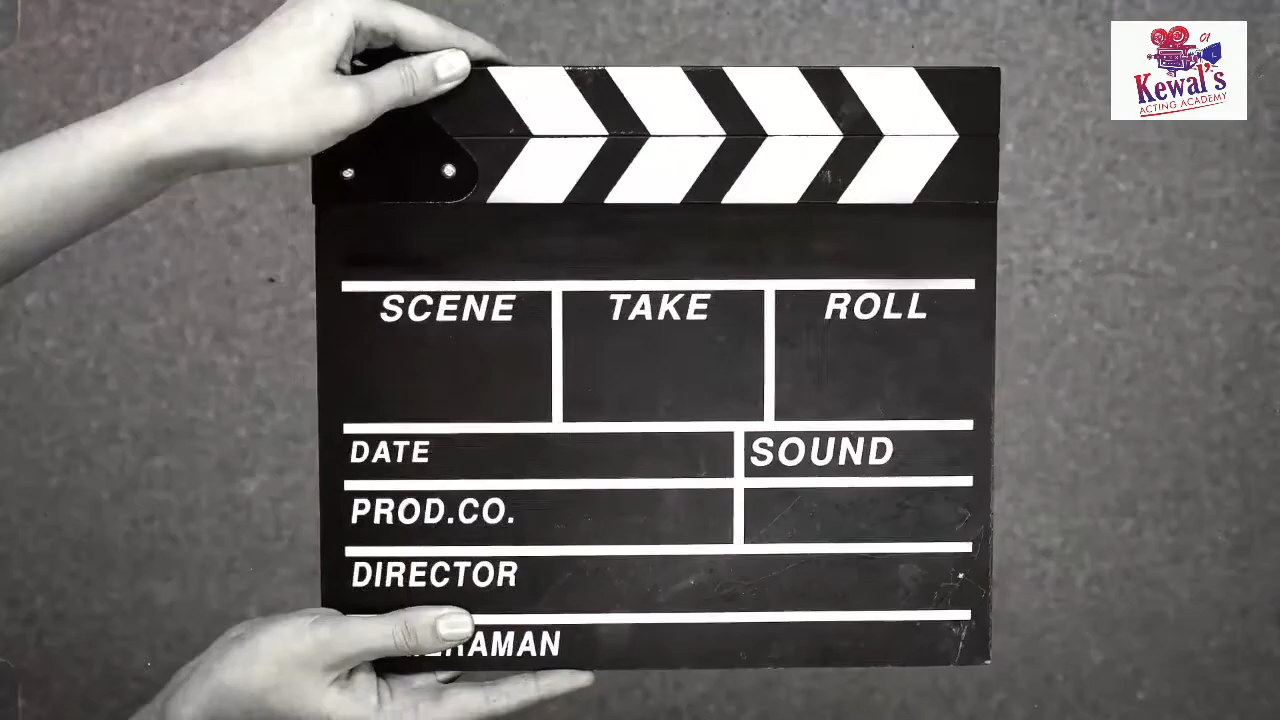 Kewal's
ACTING ACADEMY
SCENE TAKE ROLL
DATE SOUND
PROD.CO.
DIRECTOR